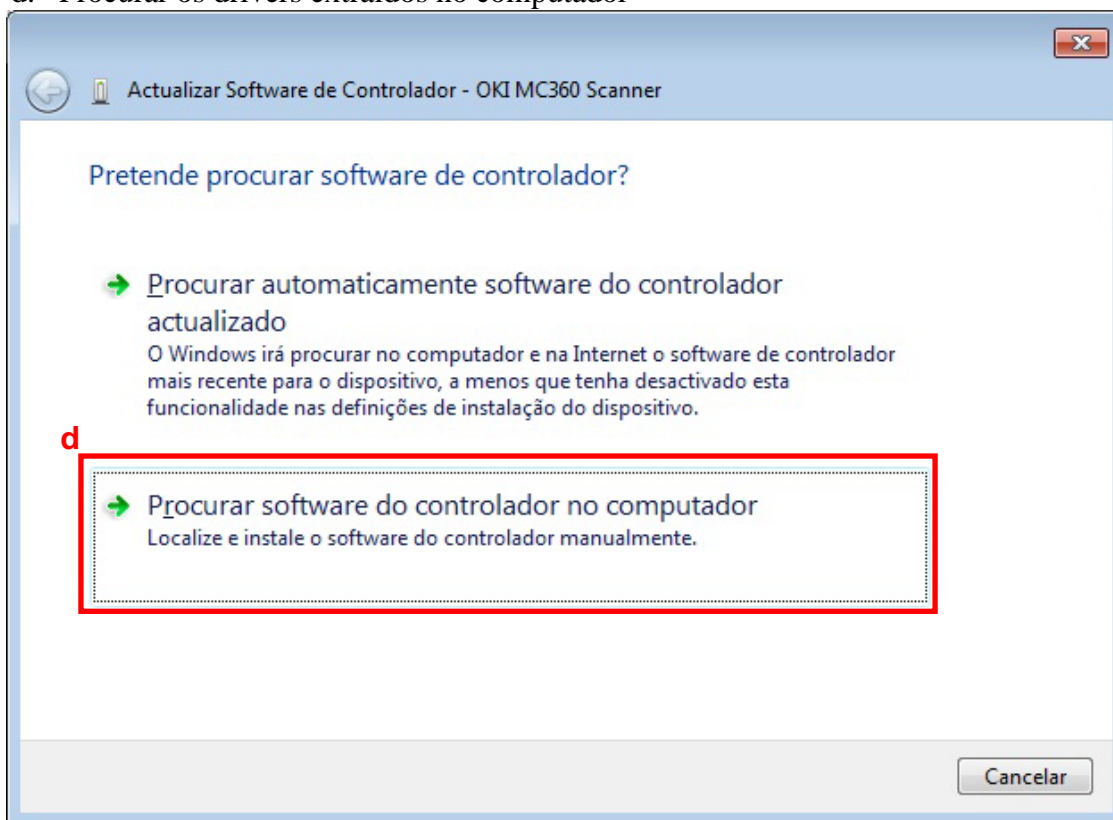 d. Procurar os drivers extraídos no computador
Actualizar Software de Controlador - OKI MC360 Scanner
Pretende procurar software de controlador?
Procurar automaticamente software do controlador
actualizado
O Windows irá procurar no computador e na Internet o software de controlador
mais recente para o dispositivo, a menos que tenha desactivado esta
funcionalidade nas definições de instalação do dispositivo.
d
Procurar software do controlador no computador
Localize e instale o software do controlador manualmente.
Cancelar